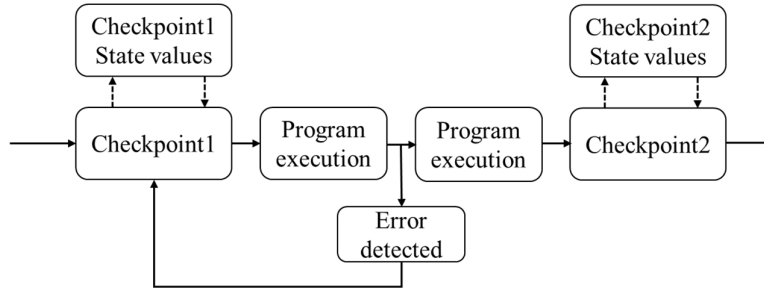 Checkpoint1
State values
Checkpoint2
State values
Checkpoint1
Program
execution
Program
execution
Checkpoint2
Error
detected